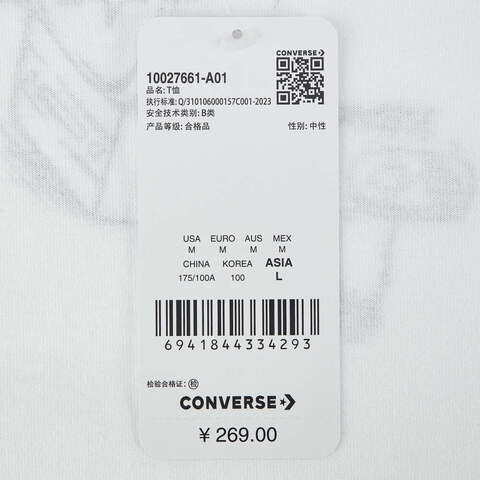 CONVERSE
10027661-A01
品名: T恤
执行标准: Q/310106000157C001-2023
安全技术类别: B类
产品等级: 合格品 性别: 中性
USA EURO AUS MEX
M M M M
CHINA KOREA ASIA
175/100A 100 L
6941844334293
检验合格证: 检
CONVERSE
¥ 269.00